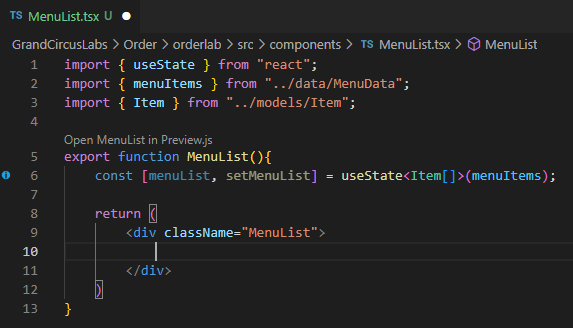 TS MenuList.tsx U
GrandCircusLabs > Order > orderlab > src > components > TS MenuList.tsx > MenuList
1 import { useState } from "react";
2 import { menuItems } from "../data/MenuData";
3 import { Item } from "../models/Item";
4
Open MenuList in Preview.js
5 export function MenuList(){
6 const [menuList, setMenuList] = useState<Item[]>(menuItems);
7
8 return (
9 <div className="MenuList">
10
11 </div>
12 )
13 }